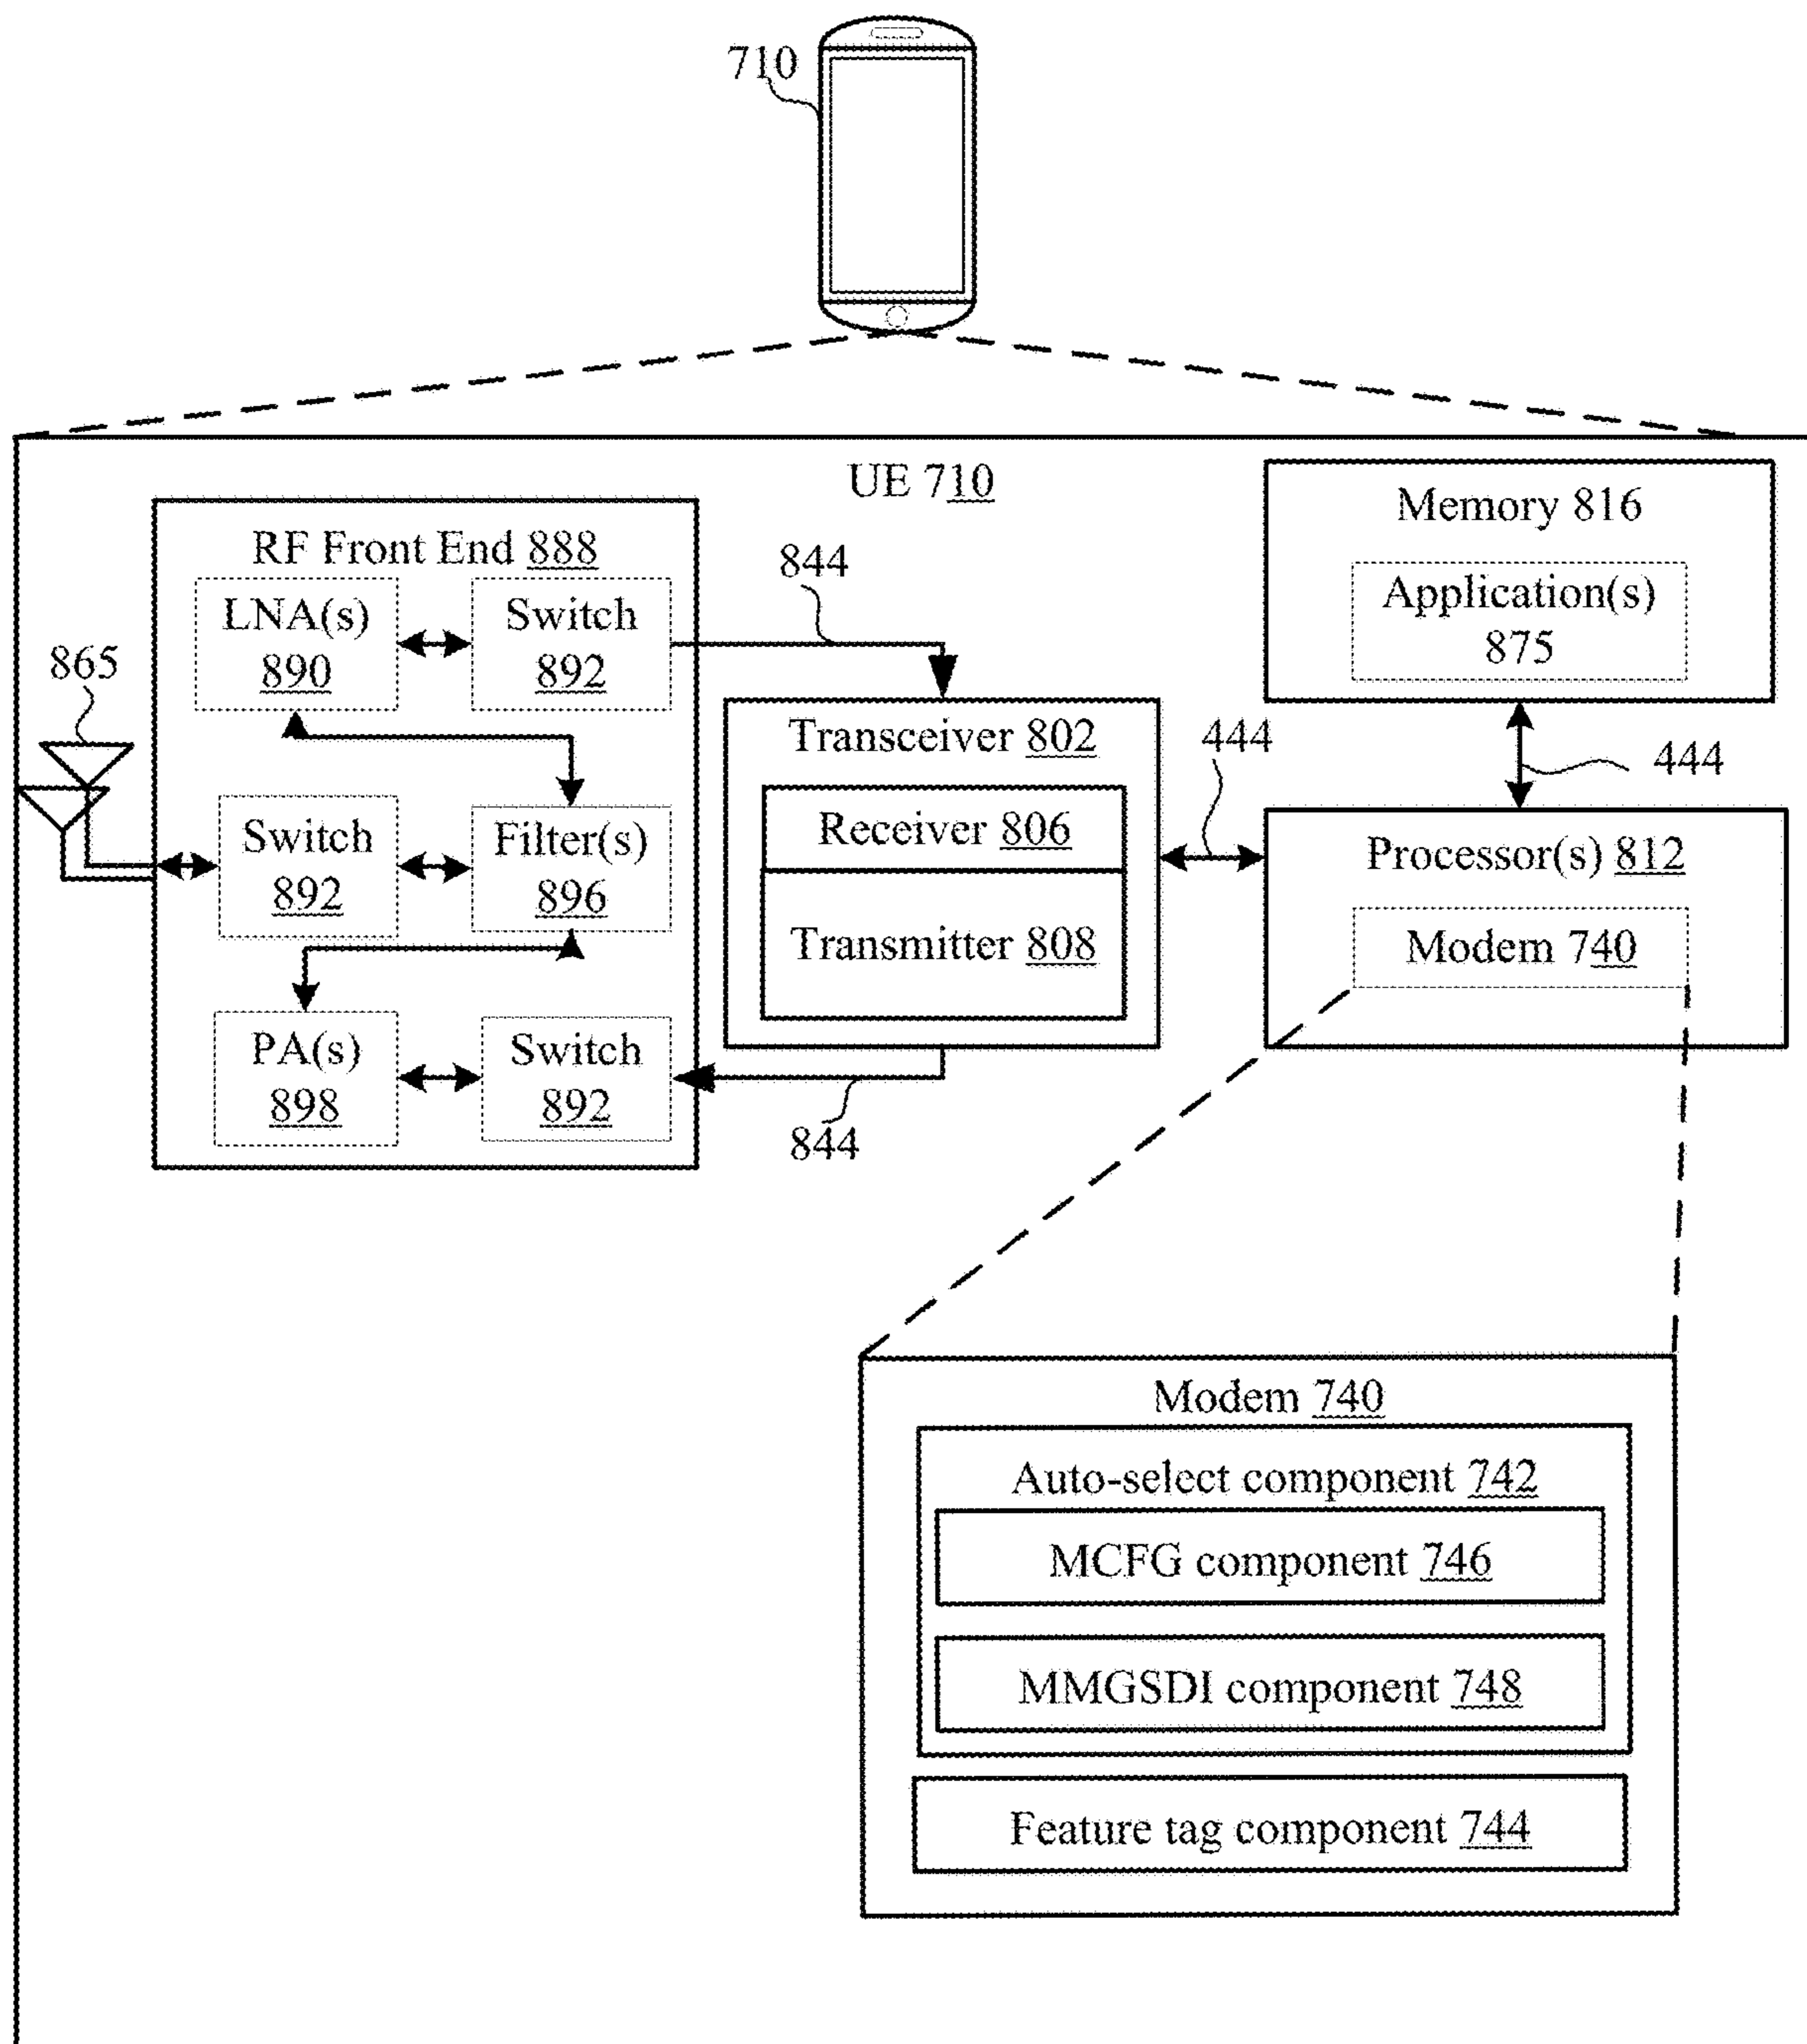 710
UE 710
RF Front End 888
LNA(s)
890
Switch
892
844
Memory 816
Application(s)
875
865
Switch
892
Filter(s)
896
Transceiver 802
Receiver 806
Transmitter 808
444
444
Processor(s) 812
Modem 740
PA(s)
898
Switch
892
844
Modem 740
Auto-select component 742
MCFG component 746
MMGSDI component 748
Feature tag component 744